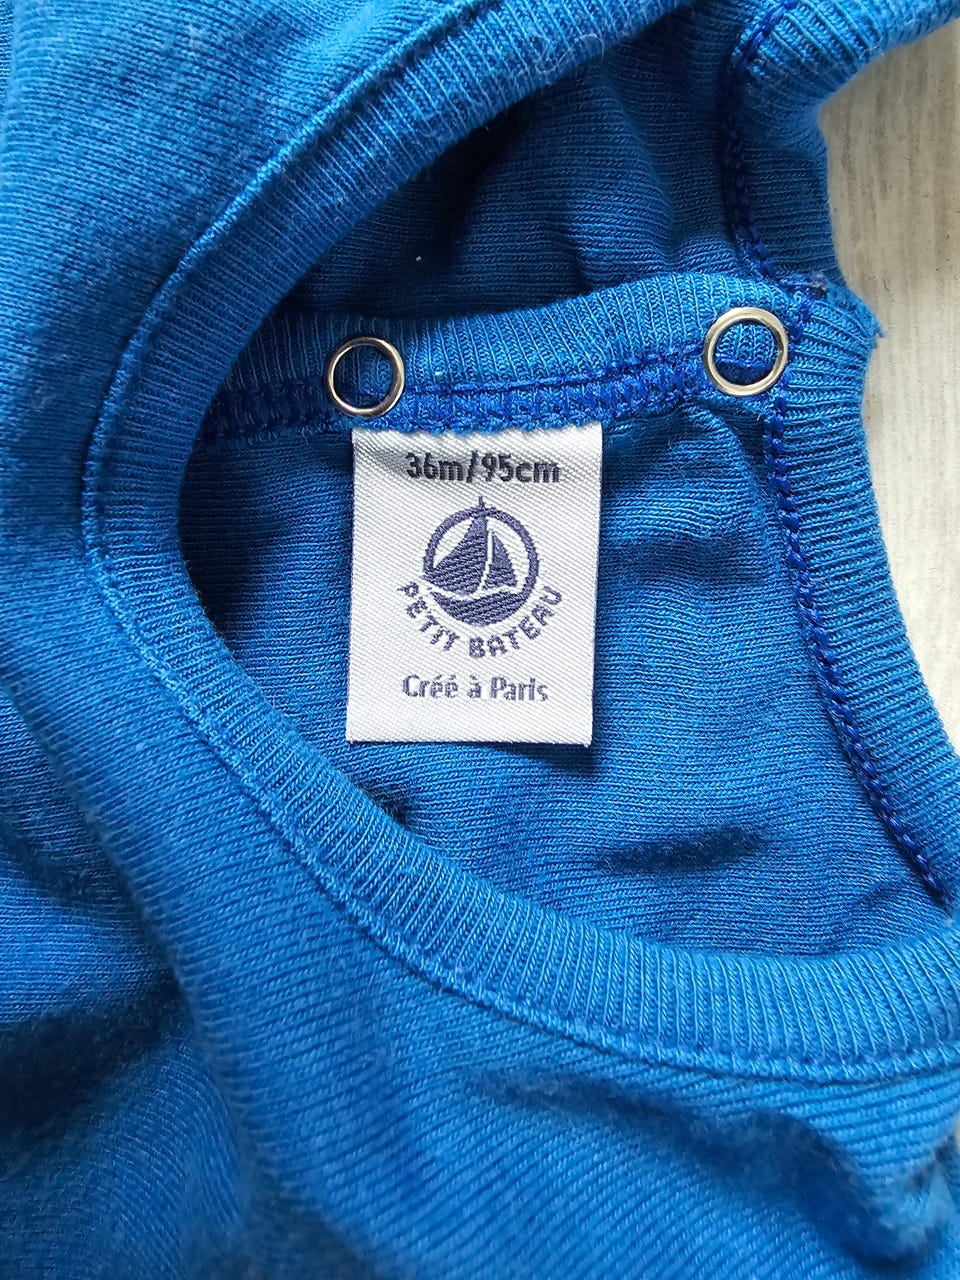 36m/95cm
PETIT BATEAU
Créé à Paris